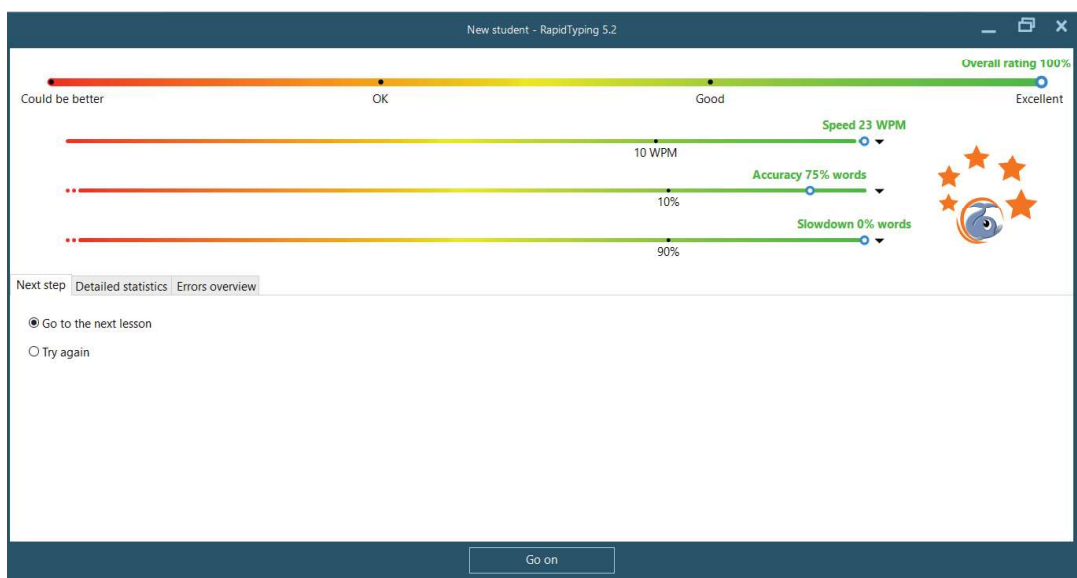 New student - RapidTyping 5.2
Overall rating 100%
Could be better OK Good Excellent
Speed 23 WPM
10 WPM
Accuracy 75% words
10%
Slowdown 0% words
90%
Next step Detailed statistics Errors overview
Go to the next lesson
Try again
Go on